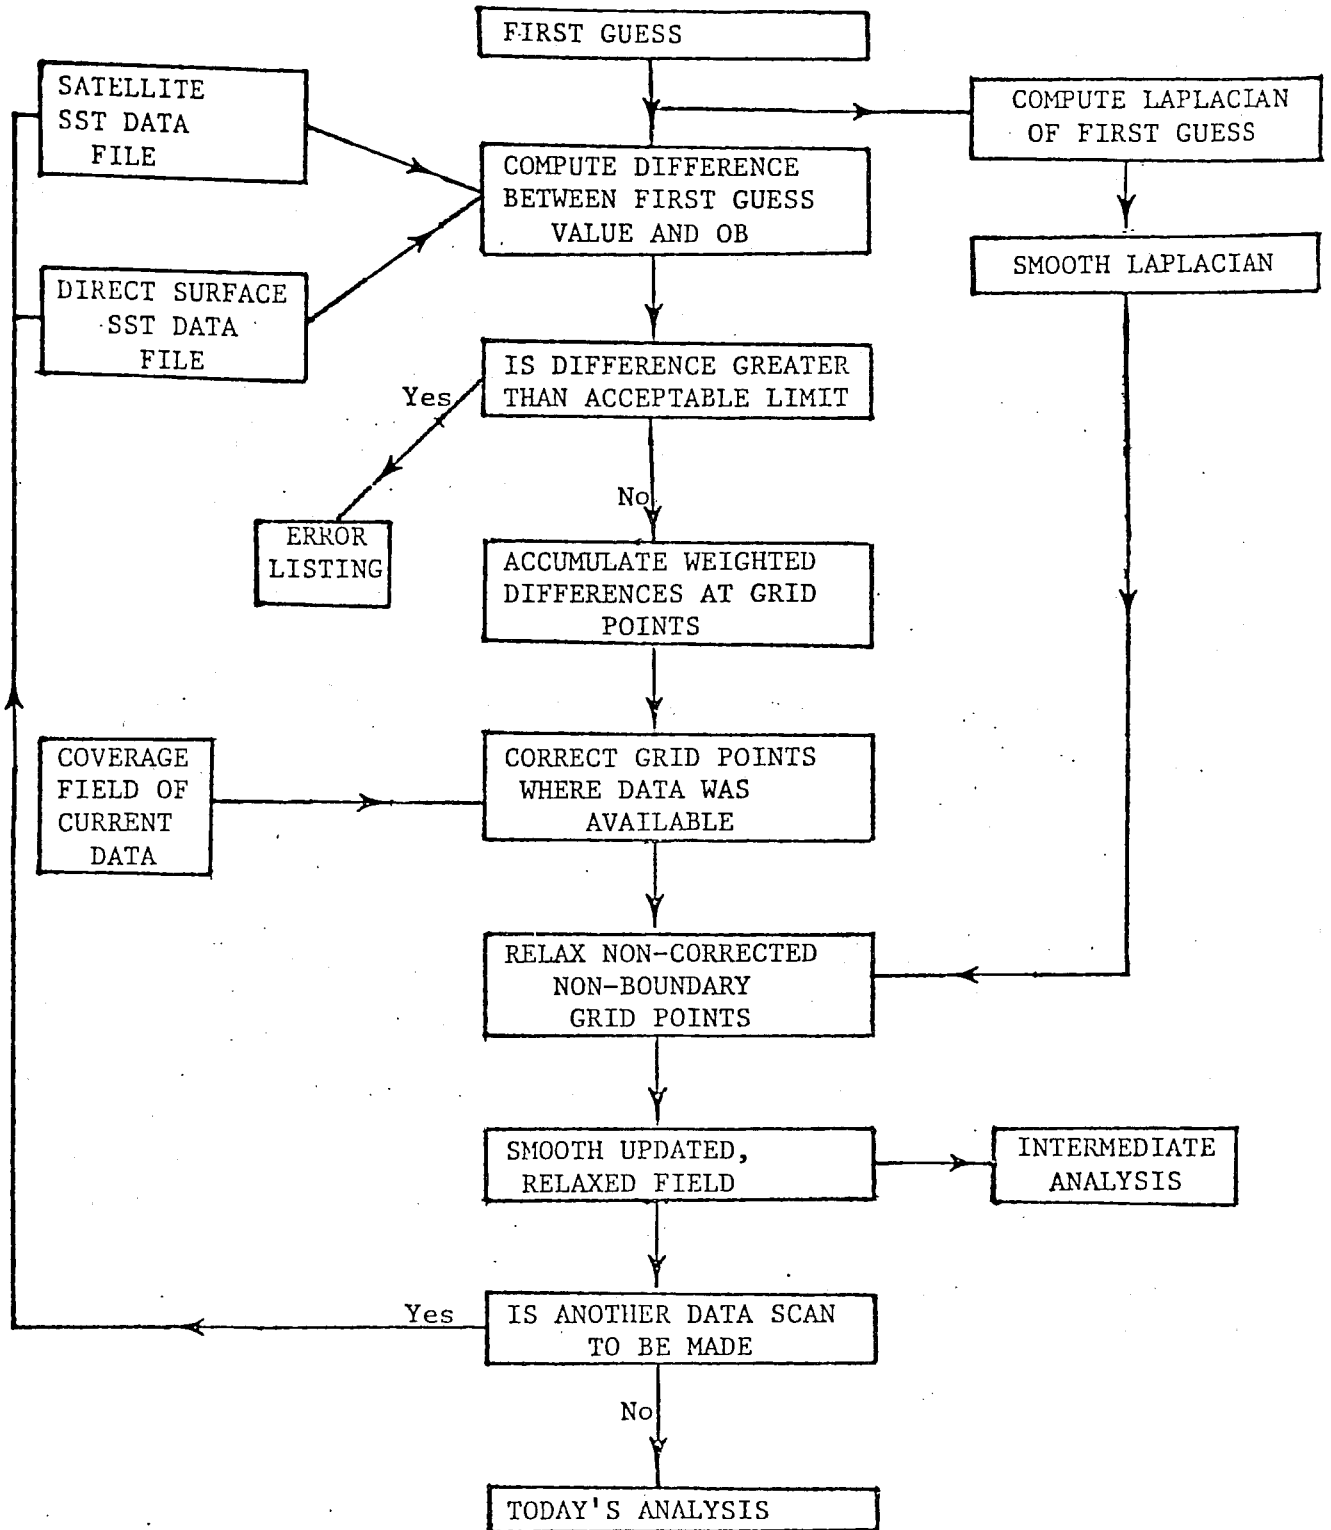 FIRST GUESS
SATELLITE
SST DATA
FILE
COMPUTE LAPLACIAN
OF FIRST GUESS
COMPUTE DIFFERENCE
BETWEEN FIRST GUESS
VALUE AND OB
SMOOTH LAPLACIAN
DIRECT SURFACE
SST DATA
FILE
IS DIFFERENCE GREATER
THAN ACCEPTABLE LIMIT
Yes
No
ERROR
LISTING
ACCUMULATE WEIGHTED
DIFFERENCES AT GRID
POINTS
COVERAGE
FIELD OF
CURRENT
DATA
CORRECT GRID POINTS
WHERE DATA WAS
AVAILABLE
RELAX NON-CORRECTED
NON-BOUNDARY
GRID POINTS
SMOOTH UPDATED,
RELAXED FIELD
INTERMEDIATE
ANALYSIS
Yes
IS ANOTHER DATA SCAN
TO BE MADE
No
TODAY'S ANALYSIS